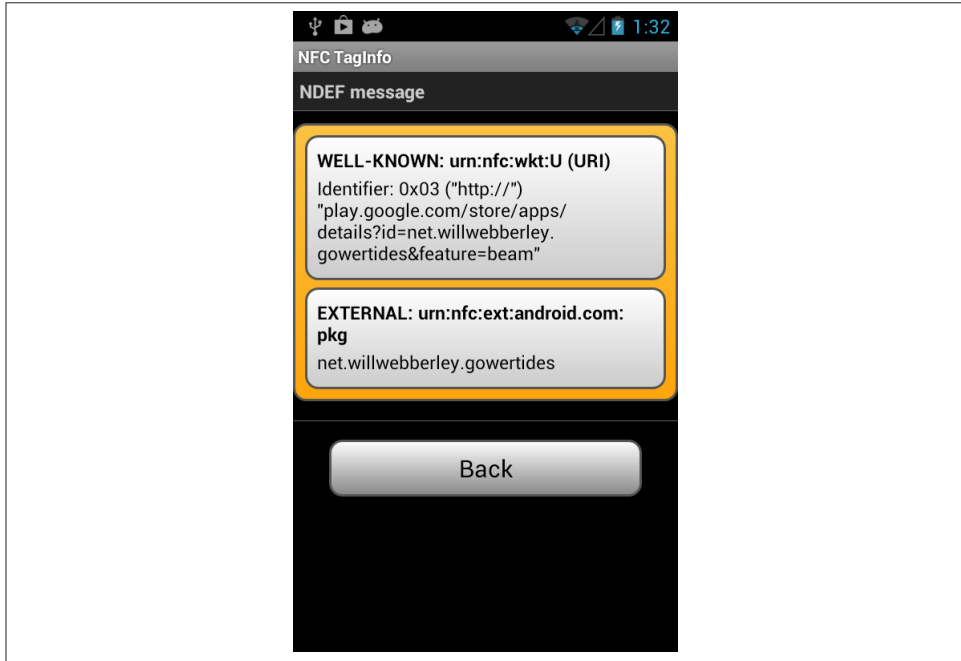 1:32
NFC TagInfo
NDEF message
WELL-KNOWN: urn:nfc:wkt:U (URI)
Identifier: 0x03 ("http://")
"play.google.com/store/apps/
details?id=net.willwebberley.
gowertides&feature=beam"
EXTERNAL: urn:nfc:ext:android.com:
pkg
net.willwebberley.gowertides
Back